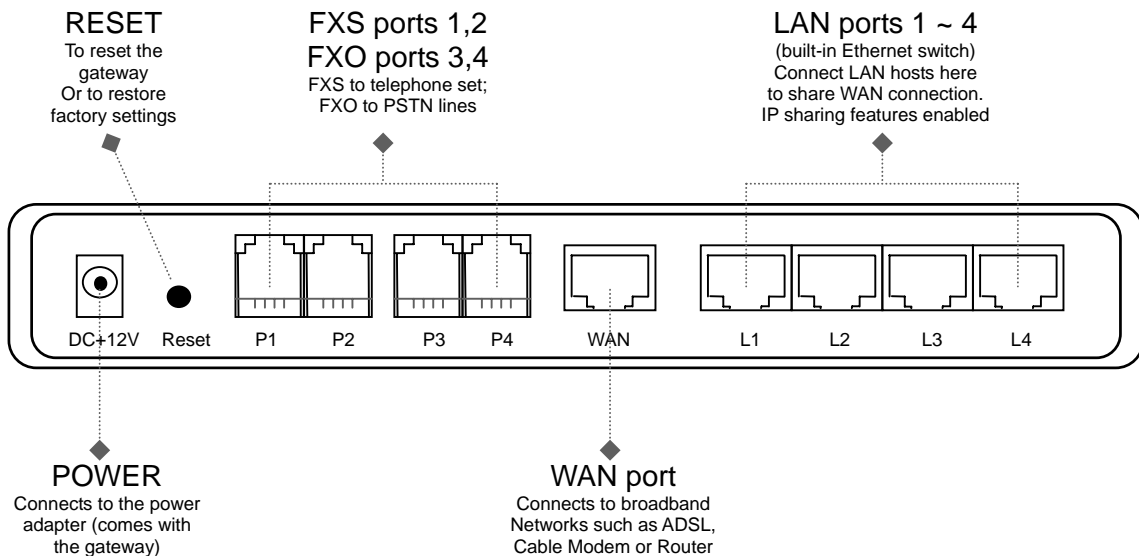 RESET
To reset the
gateway
Or to restore
factory settings
FXS ports 1,2
FXO ports 3,4
FXS to telephone set;
FXO to PSTN lines
LAN ports 1 ~ 4
(built-in Ethernet switch)
Connect LAN hosts here
to share WAN connection.
IP sharing features enabled
DC+12V Reset P1 P2 P3 P4 WAN L1 L2 L3 L4
POWER
Connects to the power
adapter (comes with
the gateway)
WAN port
Connects to broadband
Networks such as ADSL,
Cable Modem or Router